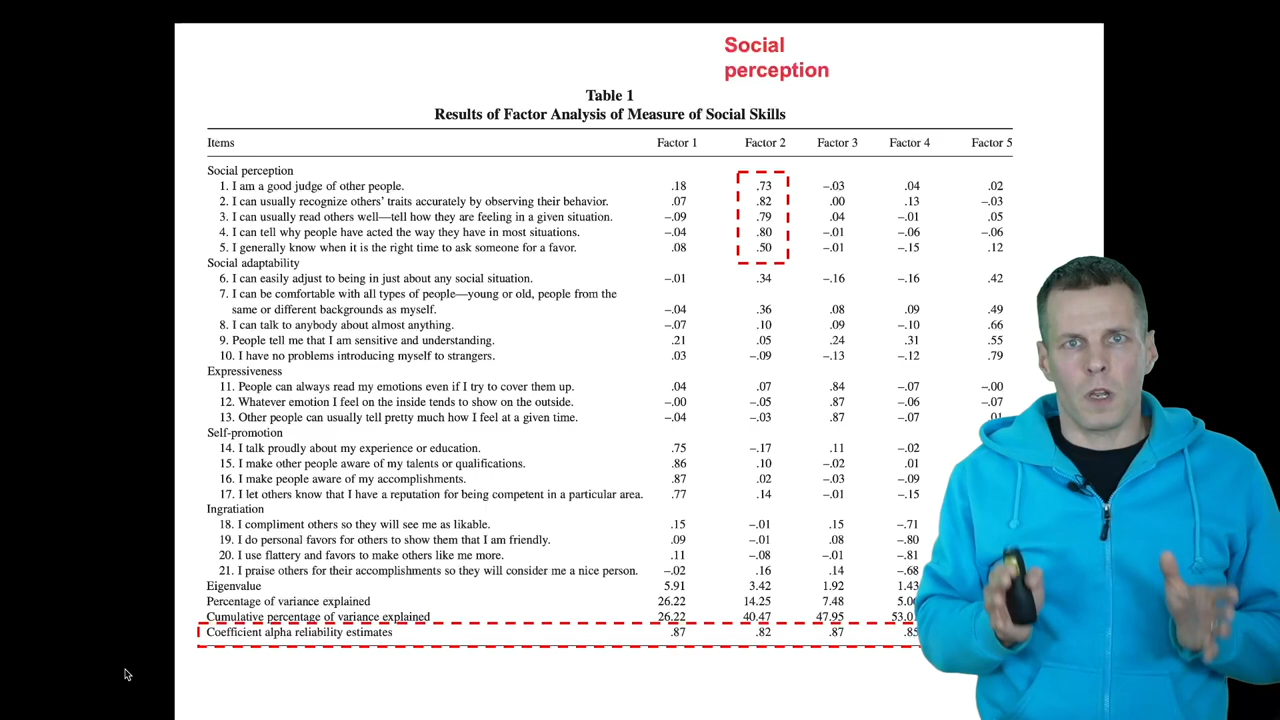 Social
perception
Table 1
Results of Factor Analysis of Measure of Social Skills
Items Factor 1 Factor 2 Factor 3 Factor 4 Factor 5
Social perception
1. I am a good judge of other people. .18 .73 –.03 .04 .02
2. I can usually recognize others’ traits accurately by observing their behavior. .07 .82 .00 .13 –.03
3. I can usually read others well—tell how they are feeling in a given situation. –.09 .79 .04 –.01 .05
4. I can tell why people have acted the way they have in most situations. –.04 .80 –.01 –.06 –.06
5. I generally know when it is the right time to ask someone for a favor. .08 .50 –.01 –.15 .12
Social adaptability
6. I can easily adjust to being in just about any social situation. –.01 .34 –.16 –.16 .42
7. I can be comfortable with all types of people—young or old, people from the
same or different backgrounds as myself. –.04 .36 .08 .09 .49
8. I can talk to anybody about almost anything. –.07 .10 .09 –.10 .66
9. People tell me that I am sensitive and understanding. .21 .05 .24 .31 .55
10. I have no problems introducing myself to strangers. .03 –.09 –.13 –.12 .79
Expressiveness
11. People can always read my emotions even if I try to cover them up. .04 .07 .84 –.07 –.00
12. Whatever emotion I feel on the inside tends to show on the outside. –.00 –.05 .87 –.06 –.07
13. Other people can usually tell pretty much how I feel at a given time. –.04 –.03 .87 –.07 .01
Self-promotion
14. I talk proudly about my experience or education. .75 –.17 .11 –.02
15. I make other people aware of my talents or qualifications. .86 .10 –.02 .01
16. I make people aware of my accomplishments. .87 .02 –.03 –.09
17. I let others know that I have a reputation for being competent in a particular area. .77 .14 –.01 –.15
Ingratiation
18. I compliment others so they will see me as likable. .15 –.01 .15 –.71
19. I do personal favors for others to show them that I am friendly. .09 –.01 .08 –.80
20. I use flattery and favors to make others like me more. .11 –.08 –.01 –.81
21. I praise others for their accomplishments so they will consider me a nice person. –.02 .16 .14 –.68
Eigenvalue 5.91 3.42 1.92 1.43
Percentage of variance explained 26.22 14.25 7.48
Cumulative percentage of variance explained 26.22 40.47 47.95
Coefficient alpha reliability estimates .87 .82 .87 .85